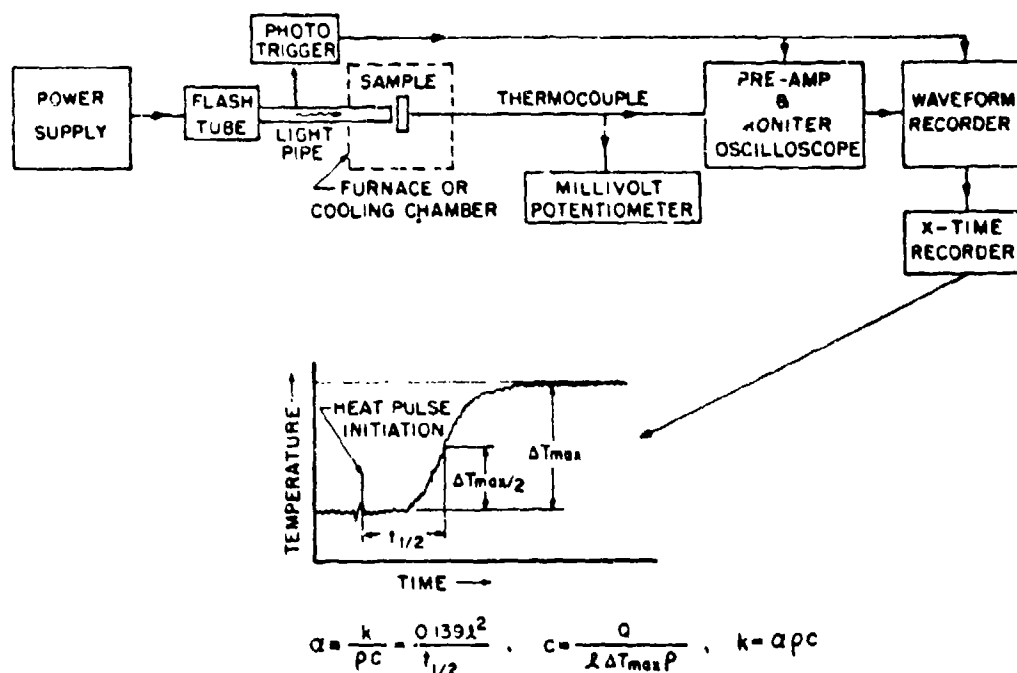 PHOTO
TRIGGER
POWER
SUPPLY
FLASH
TUBE
SAMPLE
LIGHT
PIPE
FURNACE OR
COOLING CHAMBER
THERMOCOUPLE
MILLIVOLT
POTENTIOMETER
PRE-AMP
&
MONITER
OSCILLOSCOPE
WAVEFORM
RECORDER
X-TIME
RECORDER
TEMPERATURE
HEAT PULSE
INITIATION
ΔTmax
ΔTmax/2
t1/2
TIME
α = k/ρc = 0.139ℓ²/t1/2 , c = Q/ℓΔTmaxρ , k = αρc